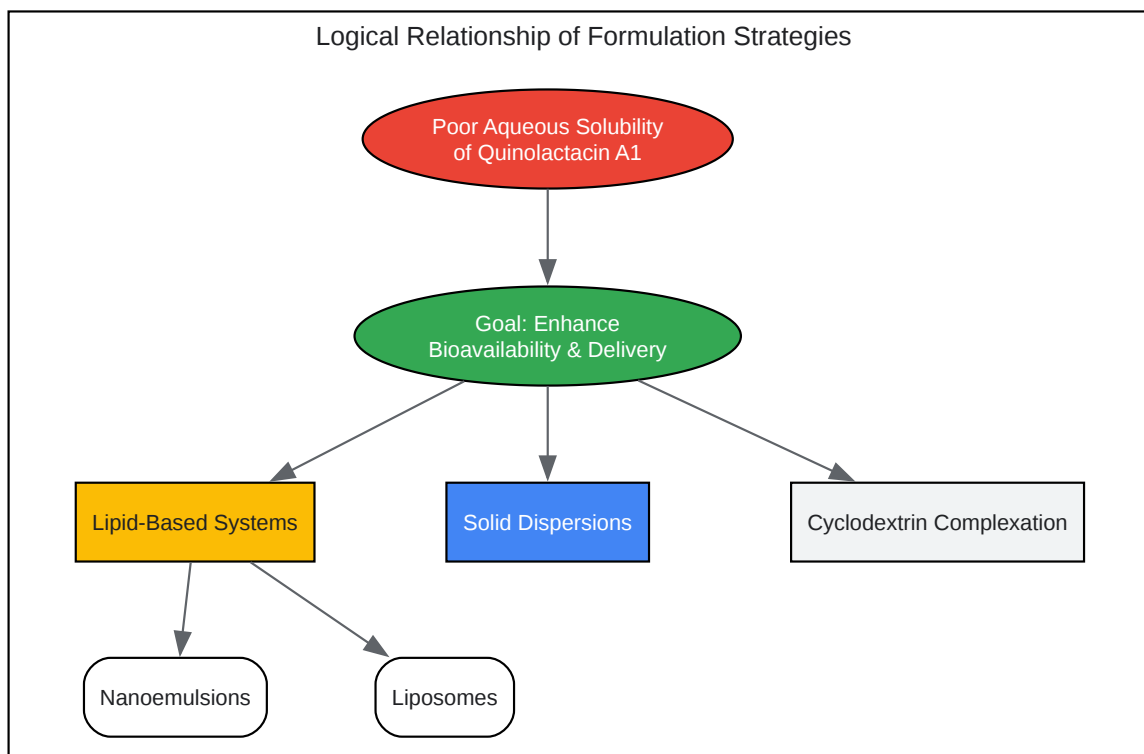 Logical Relationship of Formulation Strategies
Poor Aqueous Solubility
of Quinolactacin A1
Goal: Enhance
Bioavailability & Delivery
Lipid-Based Systems
Solid Dispersions
Cyclodextrin Complexation
Nanoemulsions
Liposomes